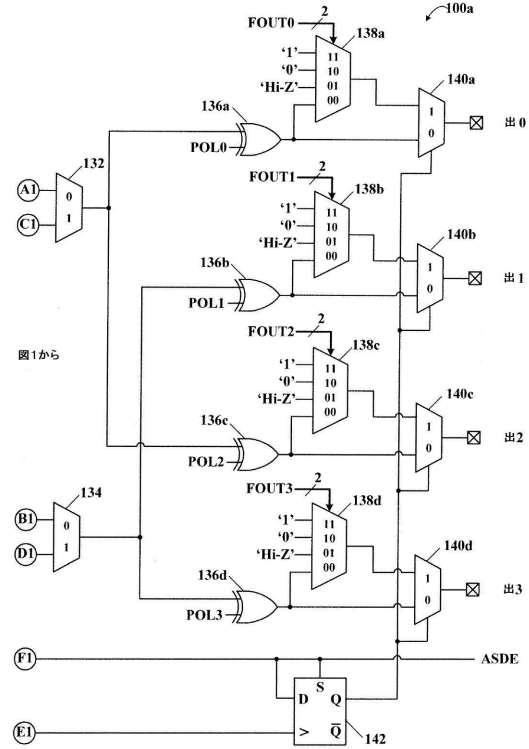 100a
FOUT0
2
138a
'1'
'0'
'Hi-Z'
11
10
01
00
136a
POL0
140a
1
0
出0
132
A1
C1
0
1
FOUT1
2
138b
'1'
'0'
'Hi-Z'
11
10
01
00
136b
POL1
140b
1
0
出1
図1から
FOUT2
2
138c
'1'
'0'
'Hi-Z'
11
10
01
00
136c
POL2
140c
1
0
出2
134
B1
D1
0
1
FOUT3
2
138d
'1'
'0'
'Hi-Z'
11
10
01
00
136d
POL3
140d
1
0
出3
F1
ASDE
S
D
Q
>
Q̅
E1
142